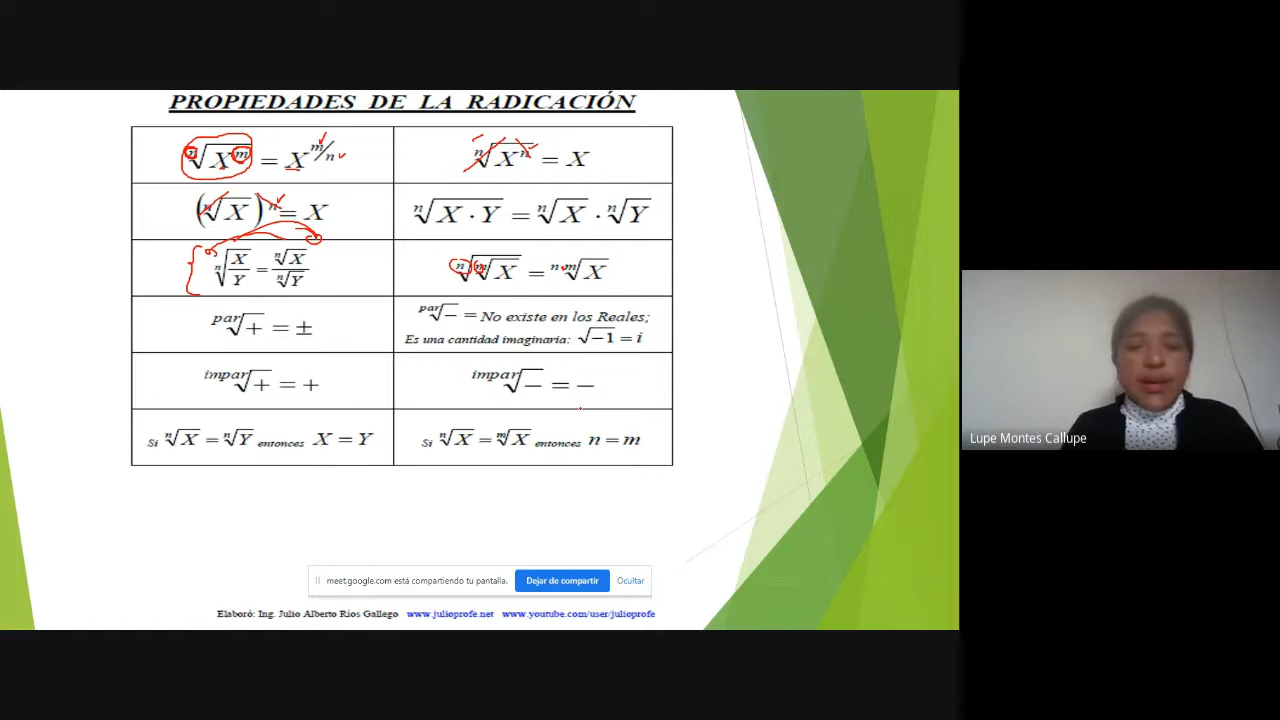 PROPIEDADES DE LA RADICACIÓN
ⁿ√X^m = X^m/n
ⁿ√Xⁿ = X
(ⁿ√X)ⁿ = X
ⁿ√X · Y = ⁿ√X · ⁿ√Y
ⁿ√X/Y = ⁿ√X/ⁿ√Y
ⁿ√ᵐ√X = ⁿ·ᵐ√X
par√+ = ±
par√− = No existe en los Reales;
Es una cantidad imaginaria: √−1 = i
impar√+ = +
impar√− = −
Si ⁿ√X = ⁿ√Y entonces X = Y
Si ⁿ√X = ᵐ√X entonces n = m
meet.google.com está compartiendo tu pantalla. Dejar de compartir Ocultar
Elaboró: Ing. Julio Alberto Ríos Gallego www.julioprofe.net www.youtube.com/user/julioprofe
Lupe Montes Callupe